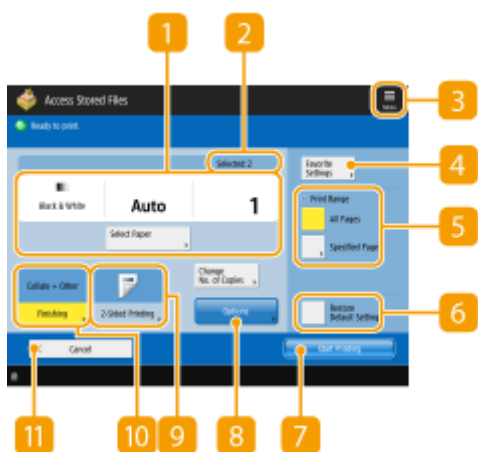 1
2
Access Stored Files
Menu
3
Ready to print.
Selected: 2
Favorite
Settings
4
Black & White
Auto
1
Select Paper
Print Range
All Pages
Specified Page
5
Collate + Other
Finishing
2-Sided Printing
Change
No. of Copies
Options
Restore
Default Setting
6
Cancel
Start Printing
11
10
9
8
7